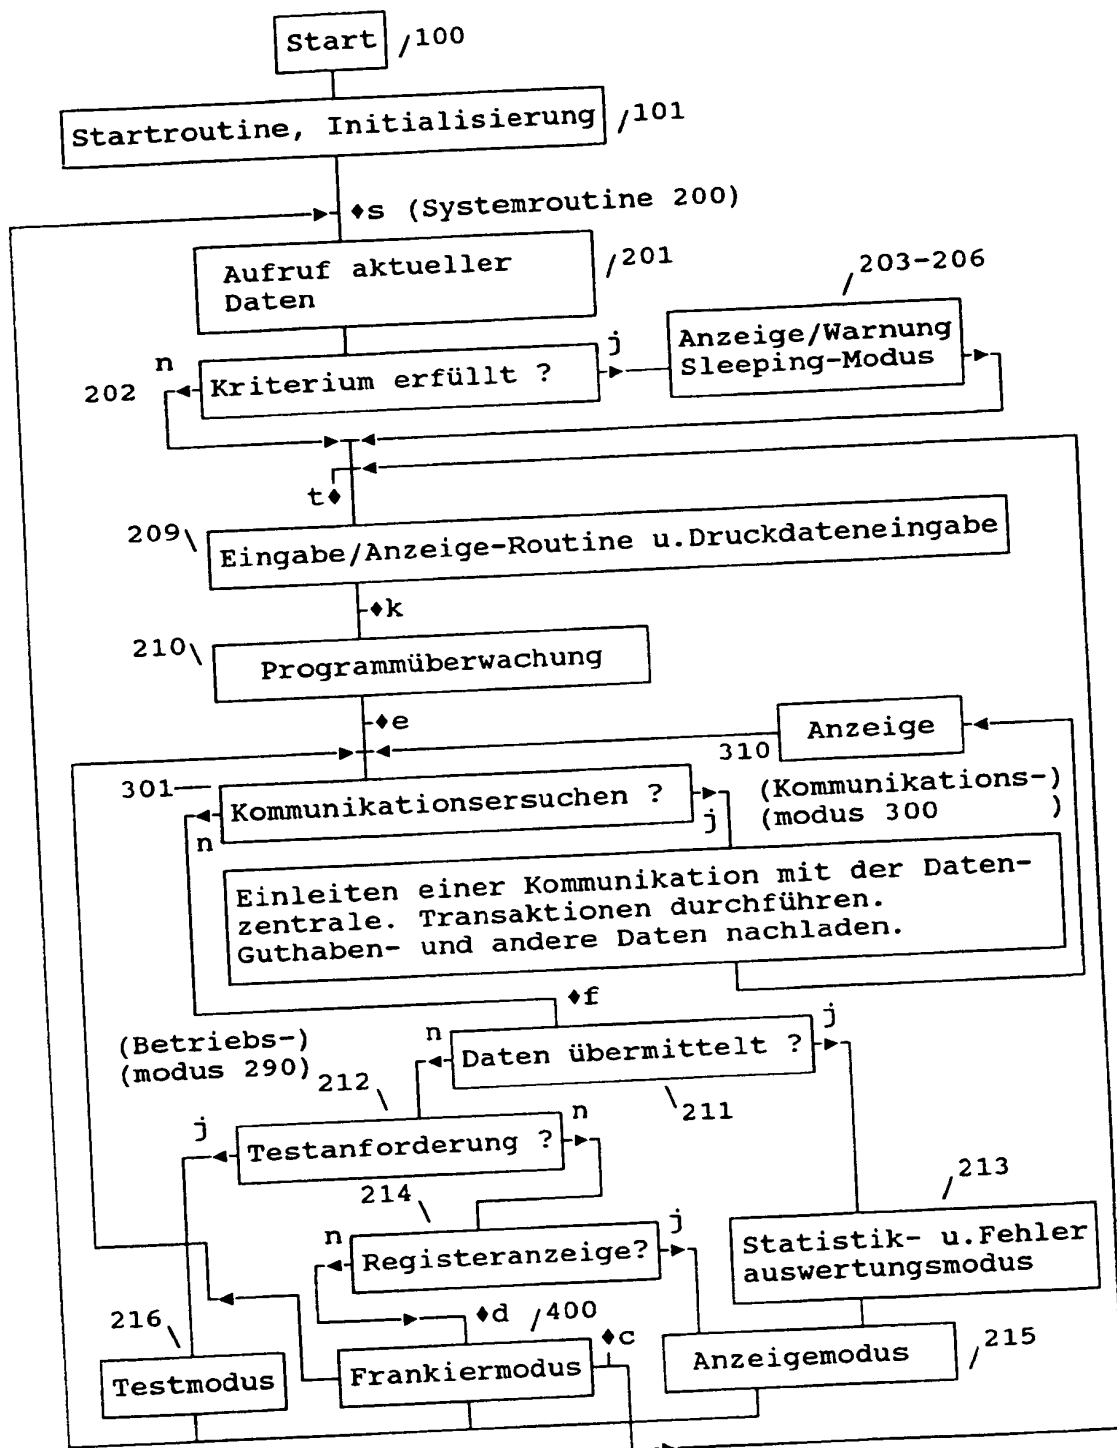 Start /100
Startroutine, Initialisierung /101
♦s (Systemroutine 200)
Aufruf aktueller
Daten
/201
/203-206
n
202
Kriterium erfüllt ?
j
Anzeige/Warnung
Sleeping-Modus
t♦
209\
Eingabe/Anzeige-Routine u.Druckdateneingabe
♦k
210\
Programmüberwachung
♦e
Anzeige
310
301
Kommunikationsersuchen ?
n
j
(Kommunikations-)
(modus 300 )
Einleiten einer Kommunikation mit der Daten-
zentrale. Transaktionen durchführen.
Guthaben- und andere Daten nachladen.
♦f
(Betriebs-)
(modus 290)
n
Daten übermittelt ?
j
212\
\211
j
Testanforderung ?
n
214\
/213
n
Registeranzeige?
j
Statistik- u.Fehler
auswertungsmodus
♦d /400
♦c
216\
Testmodus
Frankiermodus
Anzeigemodus
/215